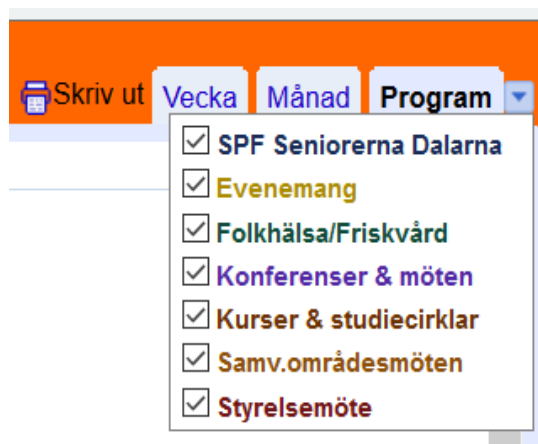 Skriv ut Vecka Månad Program
SPF Seniorerna Dalarna
Evenemang
Folkhälsa/Friskvård
Konferenser & möten
Kurser & studiecirklar
Samv.områdesmöten
Styrelsemöte